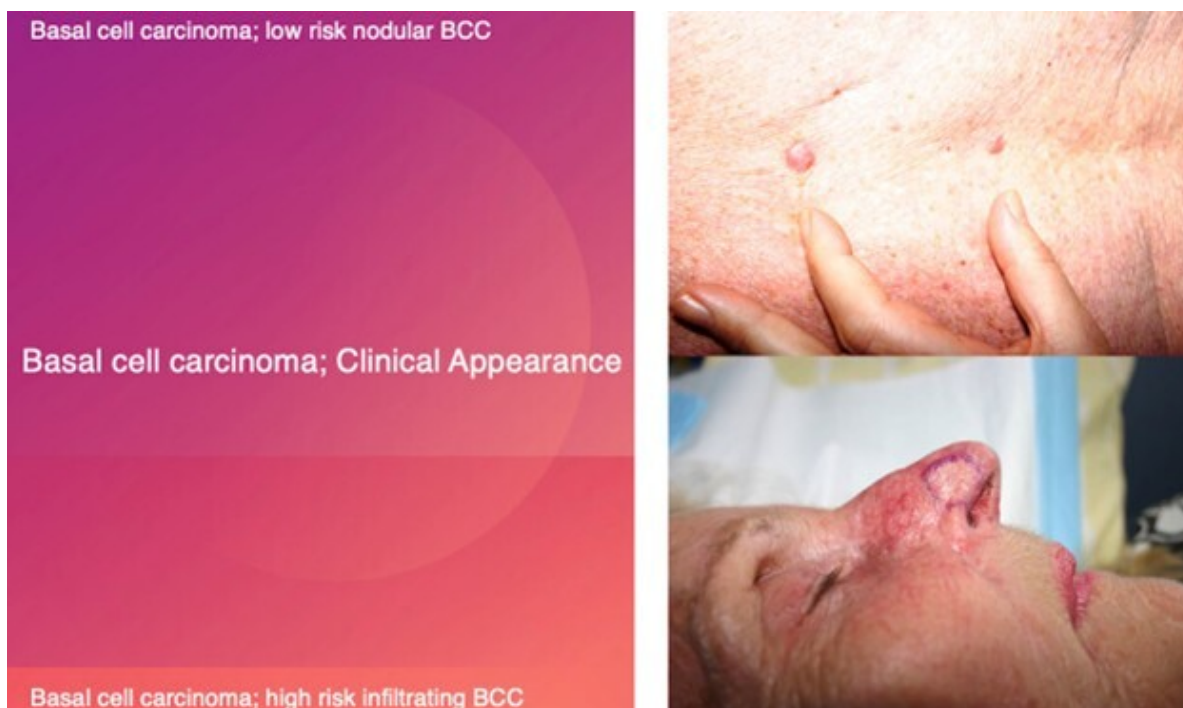 Basal cell carcinoma; low risk nodular BCC
Basal cell carcinoma; Clinical Appearance
Basal cell carcinoma; high risk infiltrating BCC